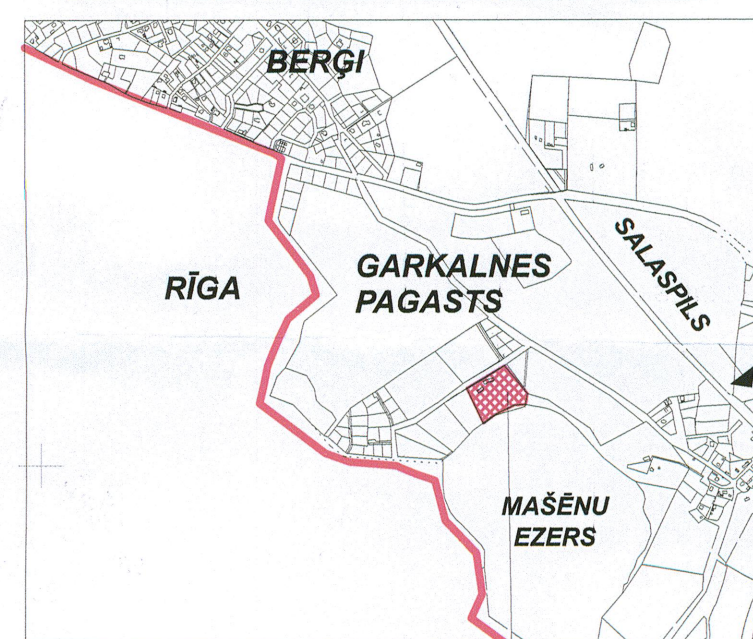 BERĢI
SALASPILS
GARKALNES
PAGASTS
RĪGA
MAŠĒNU
EZERS